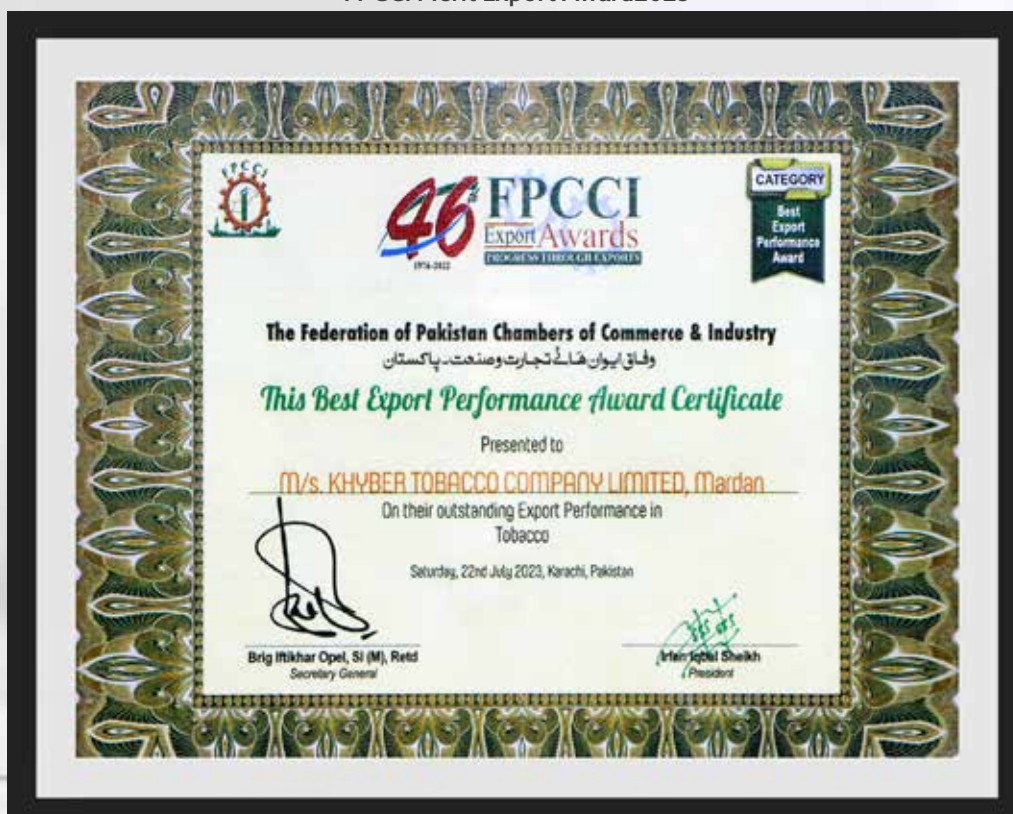 FPCCI
46th FPCCI
Export Awards
PROGRESS THROUGH EXPORTS
1976-2022
CATEGORY
Best
Export
Performance
Award
The Federation of Pakistan Chambers of Commerce & Industry
وفاق ایوان ھائے تجارت وصنعت۔ پاکستان
This Best Export Performance Award Certificate
Presented to
M/s. KHYBER TOBACCO COMPANY LIMITED, Mardan
On their outstanding Export Performance in
Tobacco
Saturday, 22nd July 2023, Karachi, Pakistan
Brig Iftikhar Opel, SI (M), Retd
Secretary General
Irfan Iqbal Sheikh
President